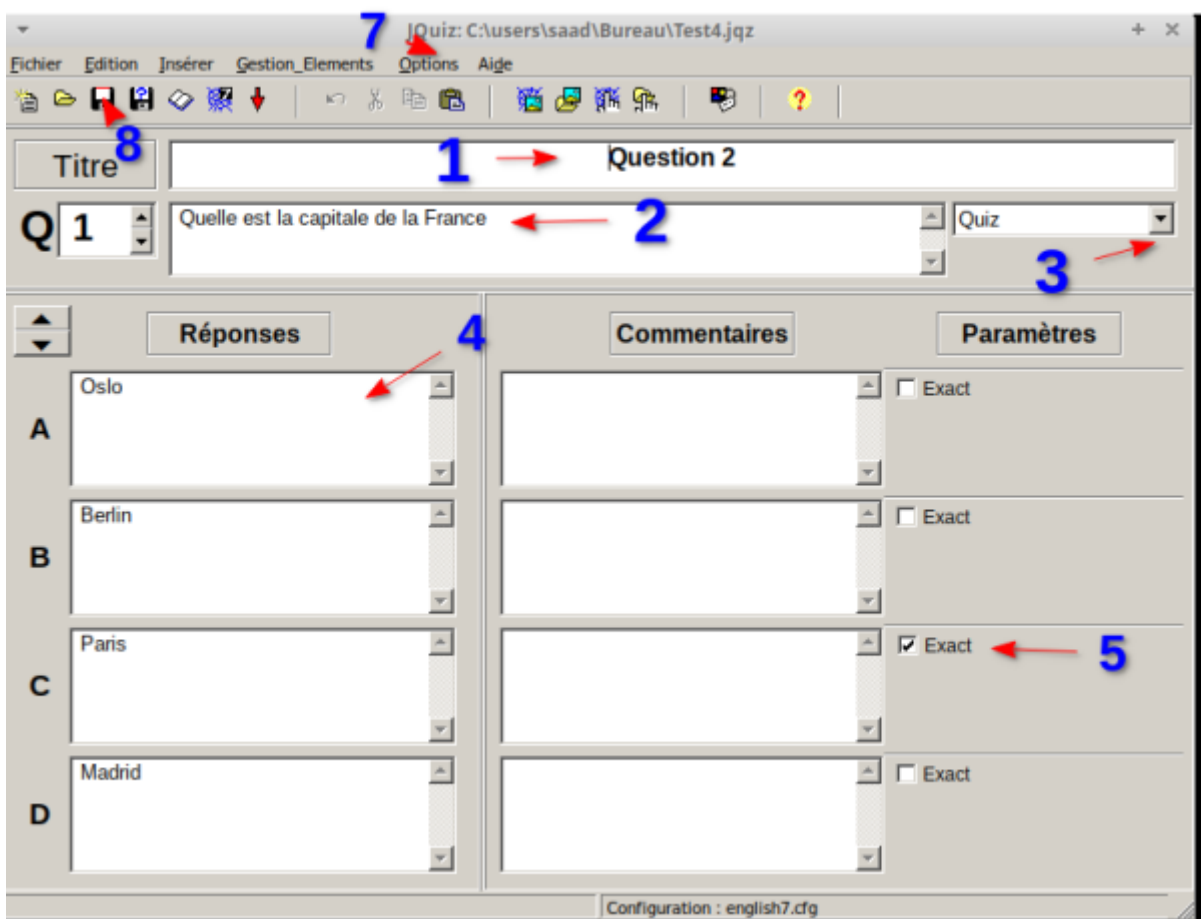 JQuiz: C:\users\saad\Bureau\Test4.jqz
7
Fichier Edition Insérer Gestion_Elements Options Aide
8
Titre
1
Question 2
Q 1
Quelle est la capitale de la France
2
Quiz
3
Réponses
4
Commentaires
Paramètres
A
Oslo
Exact
B
Berlin
Exact
C
Paris
Exact
5
D
Madrid
Exact
Configuration : english7.cfg